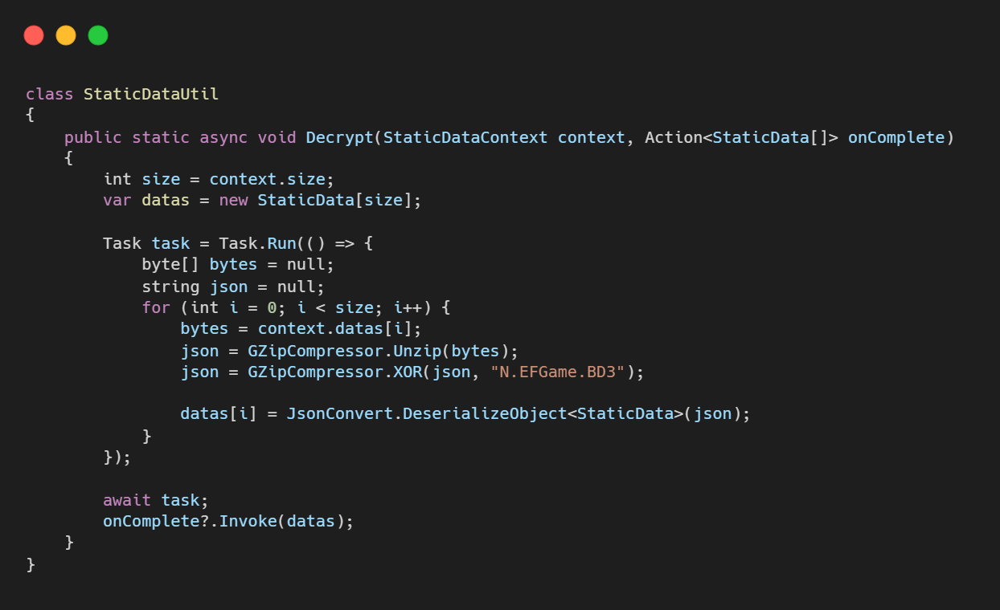 class StaticDataUtil
{
    public static async void Decrypt(StaticDataContext context, Action<StaticData[]> onComplete)
    {
        int size = context.size;
        var datas = new StaticData[size];

        Task task = Task.Run(() => {
            byte[] bytes = null;
            string json = null;
            for (int i = 0; i < size; i++) {
                bytes = context.datas[i];
                json = GZipCompressor.Unzip(bytes);
                json = GZipCompressor.XOR(json, "N.EFGame.BD3");

                datas[i] = JsonConvert.DeserializeObject<StaticData>(json);
            }
        });

        await task;
        onComplete?.Invoke(datas);
    }
}